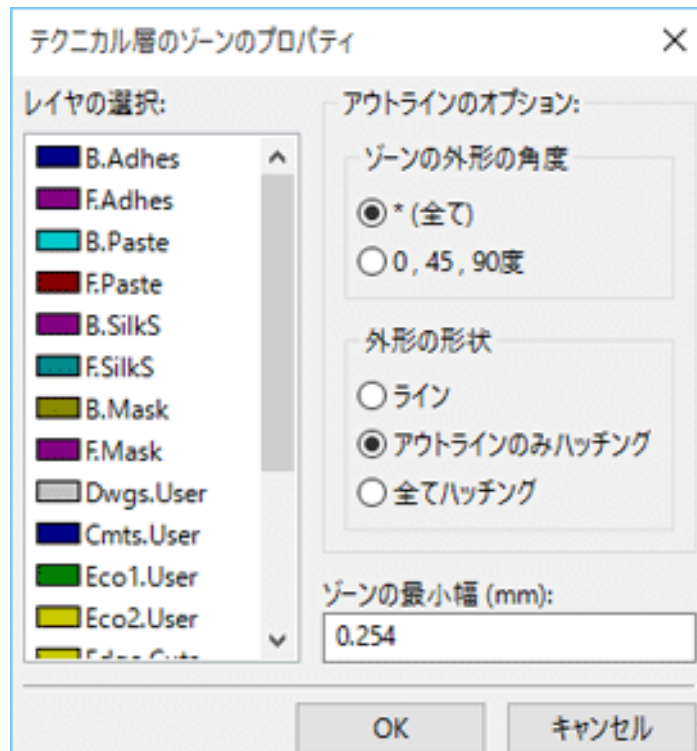 テクニカル層のゾーンのプロパティ
レイヤの選択:
B.Adhes
F.Adhes
B.Paste
F.Paste
B.SilkS
F.SilkS
B.Mask
F.Mask
Dwgs.User
Cmts.User
Eco1.User
Eco2.User
Edge.Cuts
アウトラインのオプション:
ゾーンの外形の角度
* (全て)
0 , 45 , 90度
外形の形状
ライン
アウトラインのみハッチング
全てハッチング
ゾーンの最小幅 (mm):
0.254
OK
キャンセル